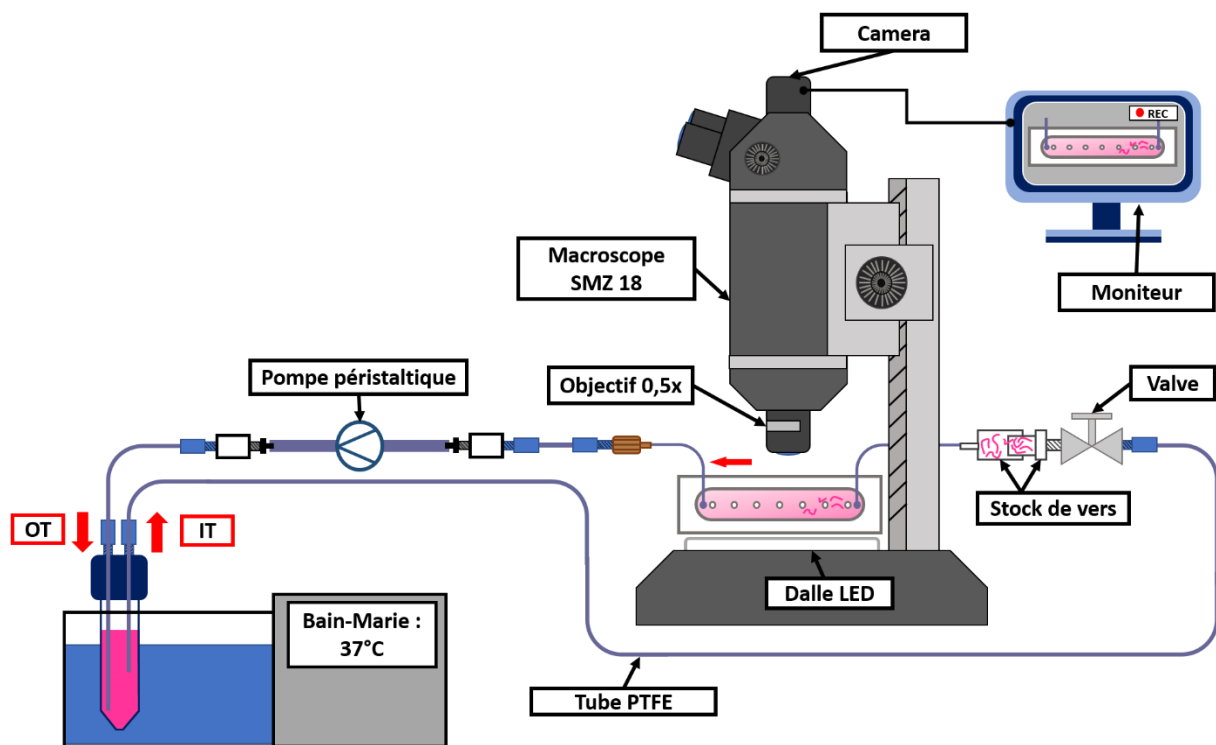 Camera
REC
Macroscope
SMZ 18
Moniteur
Pompe péristaltique
Objectif 0,5x
Valve
Stock de vers
OT
IT
Dalle LED
Bain-Marie :
37°C
Tube PTFE